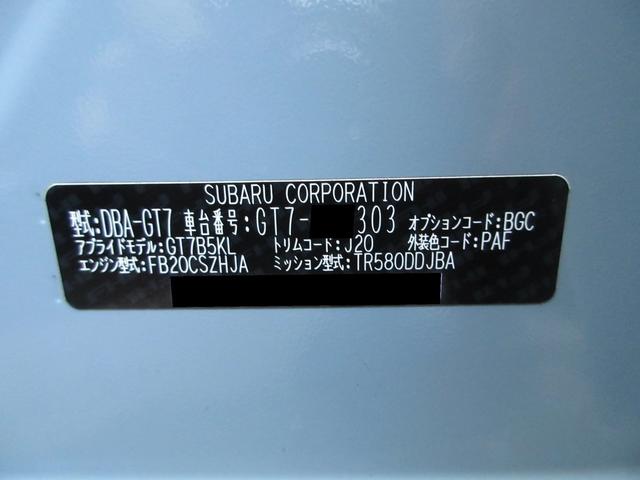 SUBARU CORPORATION
型式:DBA-GT7 車台番号:GT7- 303 オプションコード:BGC
アプライドモデル:GT7B5KL トリムコード:J20 外装色コード:PAF
エンジン型式:FB20CSZHJA ミッション型式:TR580DDJBA